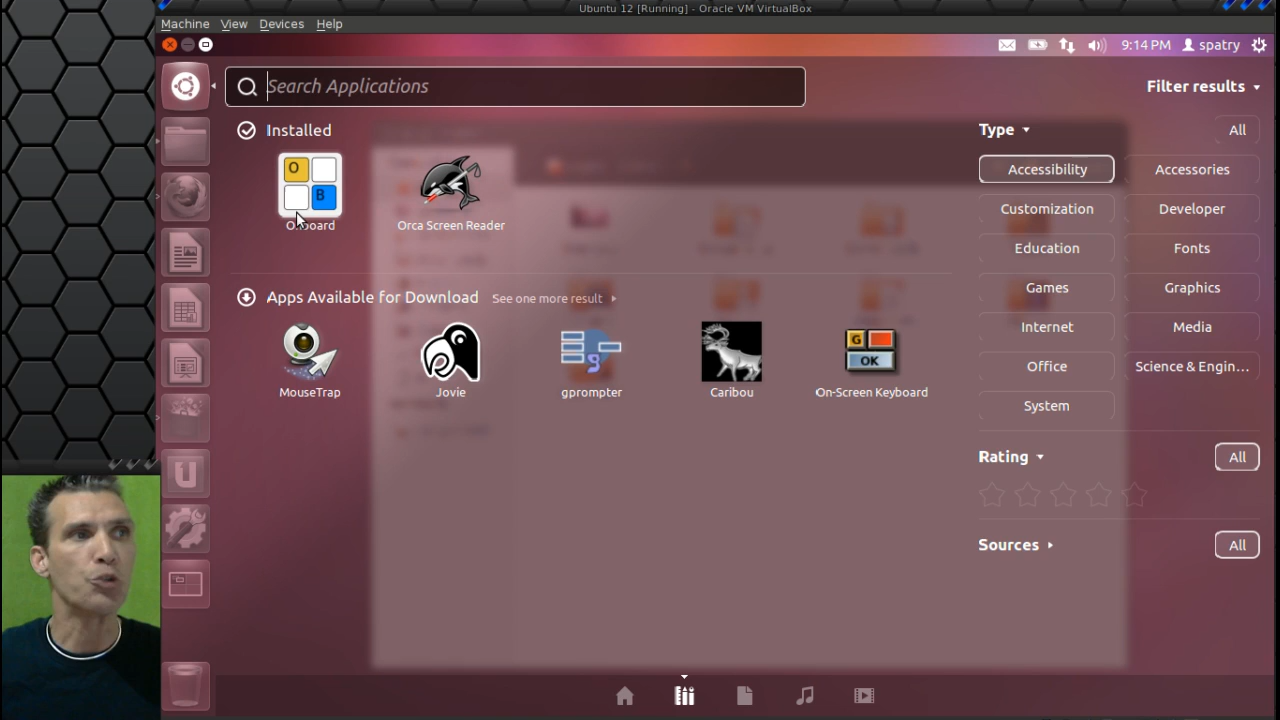 Ubuntu 12 [Running] - Oracle VM VirtualBox
Machine View Devices Help
9:14 PM spatry
Search Applications
Filter results
Installed
Type All
O
B
Accessibility Accessories
Onboard Orca Screen Reader
Customization Developer
Education Fonts
Apps Available for Download See one more result
Games Graphics
Internet Media
G
OK
g
Office Science & Engin...
MouseTrap Jovie gprompter Caribou On-Screen Keyboard
System
Rating All
U
Sources All